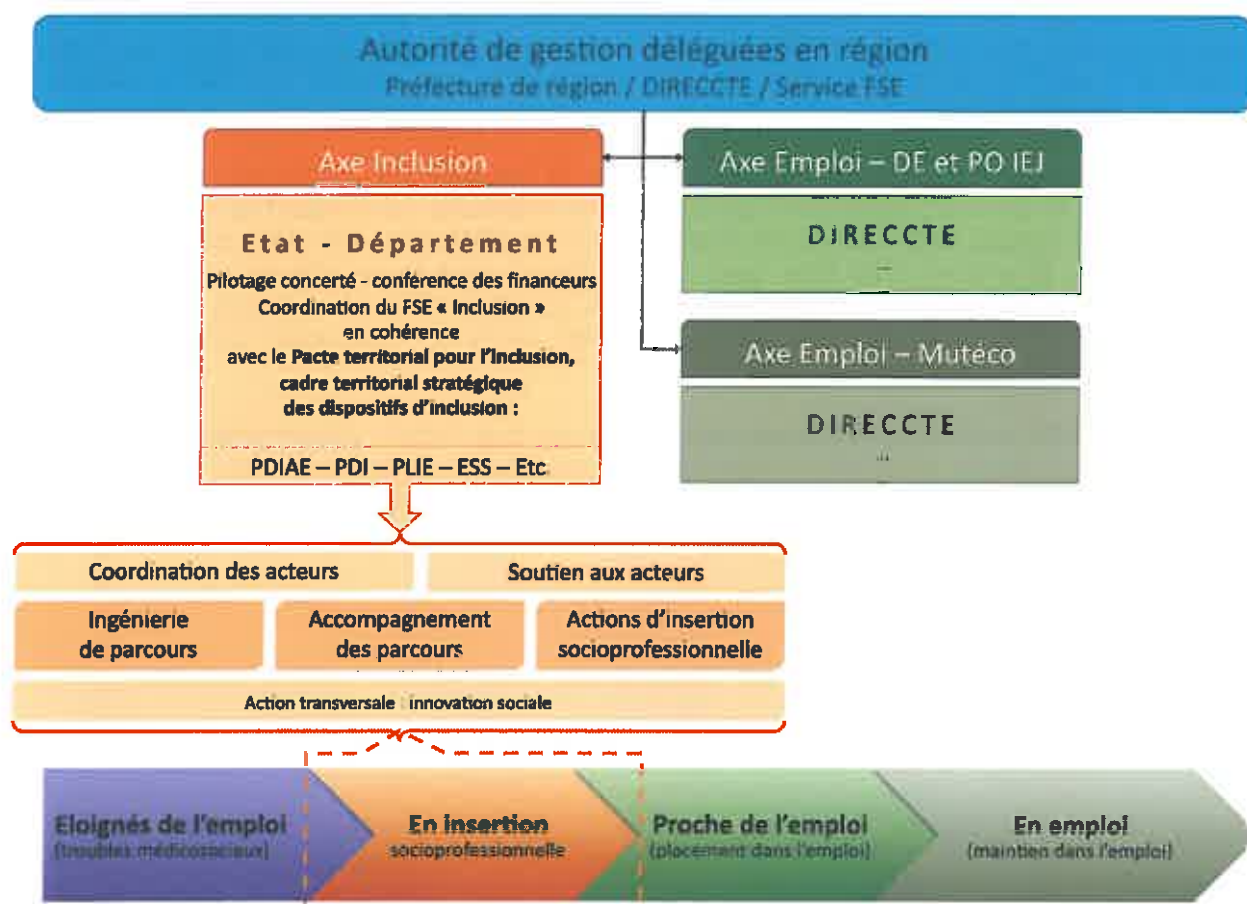 Autorité de gestion déléguées en région
Préfecture de région / DIRECCTE / Service FSE
Axe Inclusion
Etat - Département
Pilotage concerté - conférence des financeurs
Coordination du FSE « Inclusion »
en cohérence
avec le Pacte territorial pour l'Inclusion,
cadre territorial stratégique
des dispositifs d'inclusion :
PDIAE – PDI – PLIE – ESS – Etc
Axe Emploi – DE et PO IEJ
DIRECCTE
...
Axe Emploi – Mutéco
DIRECCTE
...
Coordination des acteurs
Soutien aux acteurs
Ingénierie
de parcours
Accompagnement
des parcours
Actions d'insertion
socioprofessionnelle
Action transversale : innovation sociale
Eloignés de l'emploi
(troubles médicosociaux)
En insertion
socioprofessionnelle
Proche de l'emploi
(placement dans l'emploi)
En emploi
(maintien dans l'emploi)